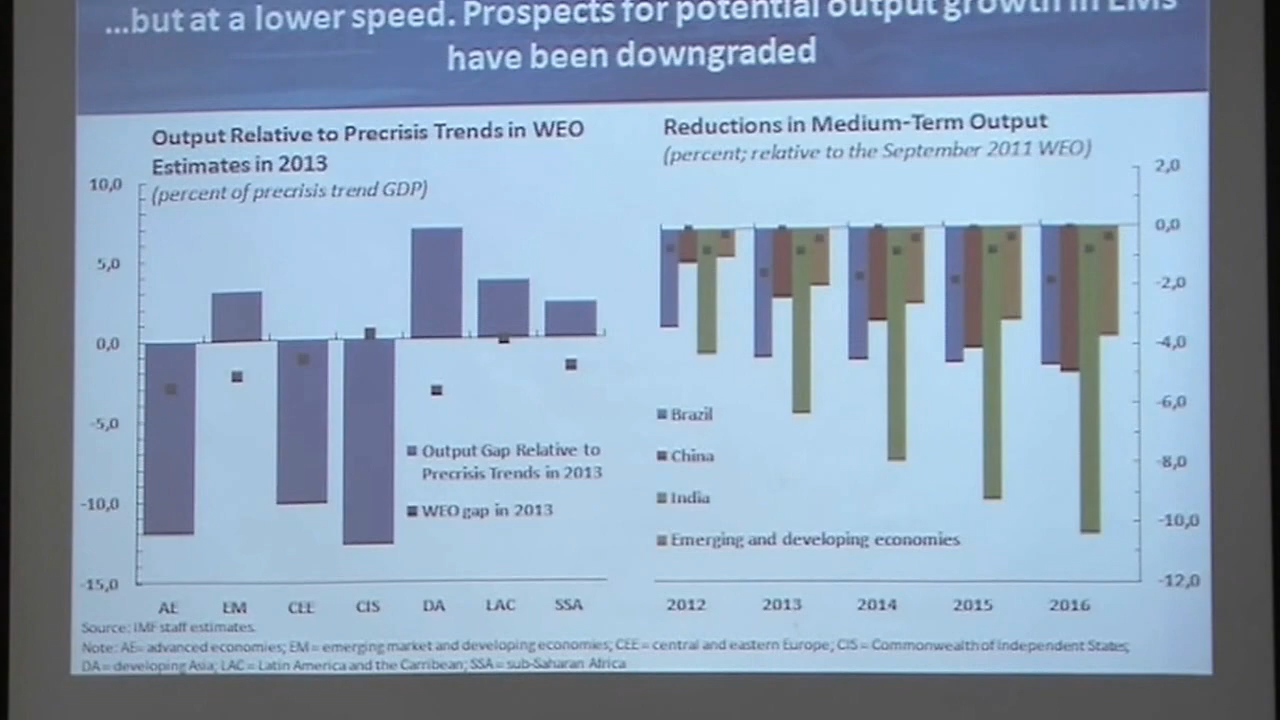 ...but at a lower speed. Prospects for potential output growth in EMs
have been downgraded
Output Relative to Precrisis Trends in WEO
Estimates in 2013
(percent of precrisis trend GDP)
10,0
5,0
0,0
-5,0
-10,0
-15,0
Output Gap Relative to
Precrisis Trends in 2013
WEO gap in 2013
AE EM CEE CIS DA LAC SSA
Reductions in Medium-Term Output
(percent; relative to the September 2011 WEO)
2,0
0,0
-2,0
-4,0
-6,0
-8,0
-10,0
-12,0
Brazil
China
India
Emerging and developing economies
2012 2013 2014 2015 2016
Source: IMF staff estimates.
Note: AE= advanced economies; EM = emerging market and developing economies; CEE = central and eastern Europe; CIS = Commonwealth of Independent States;
DA = developing Asia; LAC = Latin America and the Carribean; SSA = sub-Saharan Africa